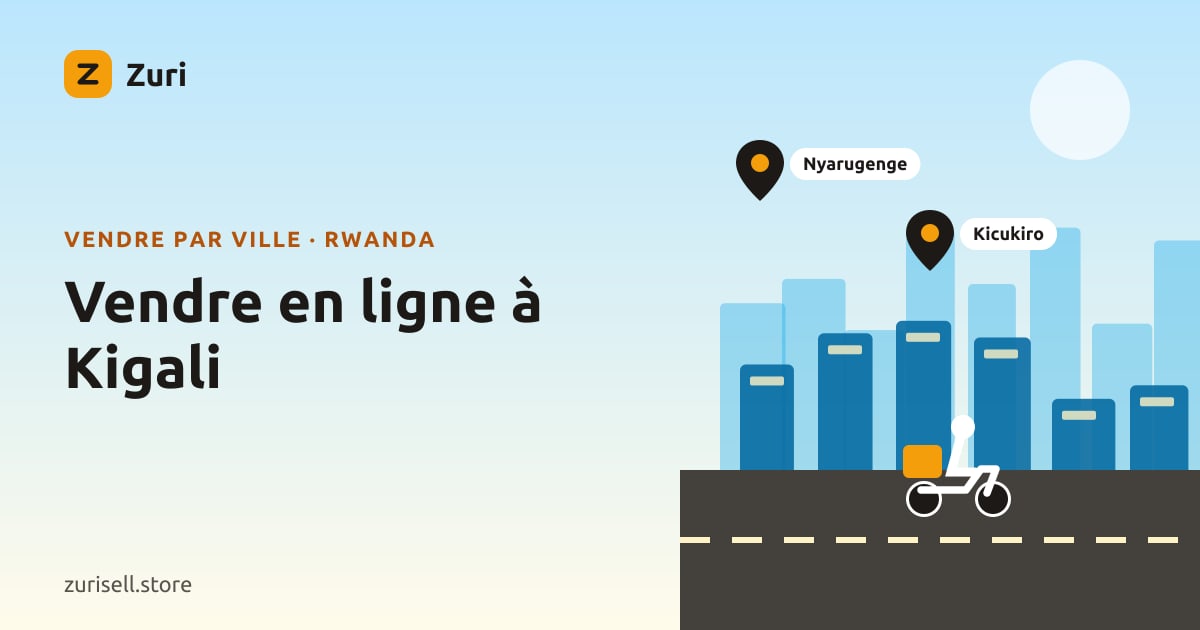 Z Zuri
VENDRE PAR VILLE · RWANDA
Vendre en ligne à
Kigali
Nyarugenge
Kicukiro
zurisell.store